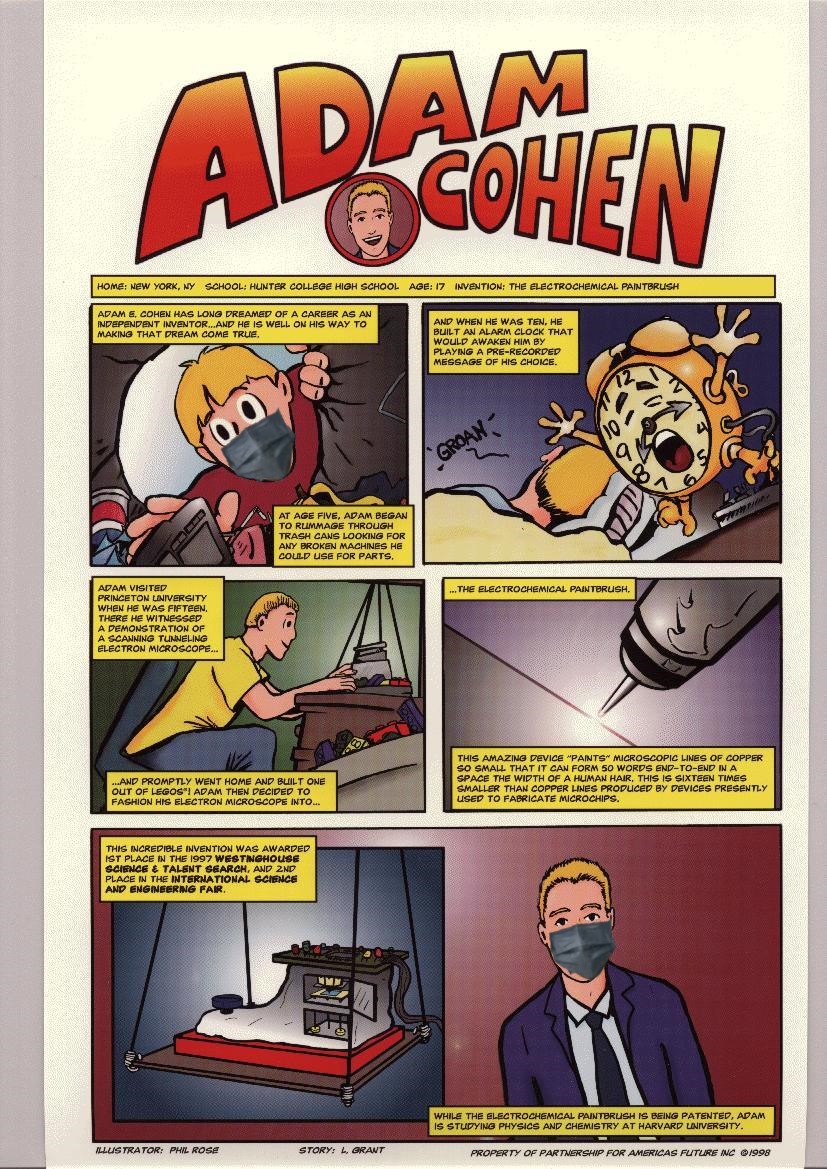 ADAM
COHEN
HOME: NEW YORK, NY SCHOOL: HUNTER COLLEGE HIGH SCHOOL AGE: 17 INVENTION: THE ELECTROCHEMICAL PAINTBRUSH
ADAM E. COHEN HAS LONG DREAMED OF A CAREER AS AN
INDEPENDENT INVENTOR...AND HE IS WELL ON HIS WAY TO
MAKING THAT DREAM COME TRUE.
AT AGE FIVE, ADAM BEGAN
TO RUMMAGE THROUGH
TRASH CANS LOOKING FOR
ANY BROKEN MACHINES HE
COULD USE FOR PARTS.
AND WHEN HE WAS TEN, HE
BUILT AN ALARM CLOCK THAT
WOULD AWAKEN HIM BY
PLAYING A PRE-RECORDED
MESSAGE OF HIS CHOICE.
GROAN
12
2
4
5
6
8
9
10
11
ADAM VISITED
PRINCETON UNIVERSITY
WHEN HE WAS FIFTEEN.
THERE HE WITNESSED
A DEMONSTRATION OF
A SCANNING TUNNELING
ELECTRON MICROSCOPE...
...AND PROMPTLY WENT HOME AND BUILT ONE
OUT OF LEGOS! ADAM THEN DECIDED TO
FASHION HIS ELECTRON MICROSCOPE INTO...
...THE ELECTROCHEMICAL PAINTBRUSH.
THIS AMAZING DEVICE "PAINTS" MICROSCOPIC LINES OF COPPER
SO SMALL THAT IT CAN FORM 50 WORDS END-TO-END IN A
SPACE THE WIDTH OF A HUMAN HAIR. THIS IS SIXTEEN TIMES
SMALLER THAN COPPER LINES PRODUCED BY DEVICES PRESENTLY
USED TO FABRICATE MICROCHIPS.
THIS INCREDIBLE INVENTION WAS AWARDED
1ST PLACE IN THE 1997 WESTINGHOUSE
SCIENCE & TALENT SEARCH, AND 2ND
PLACE IN THE INTERNATIONAL SCIENCE
AND ENGINEERING FAIR.
WHILE THE ELECTROCHEMICAL PAINTBRUSH IS BEING PATENTED, ADAM
IS STUDYING PHYSICS AND CHEMISTRY AT HARVARD UNIVERSITY.
ILLUSTRATOR: PHIL ROSE STORY: L. GRANT PROPERTY OF PARTNERSHIP FOR AMERICAS FUTURE INC ©1998